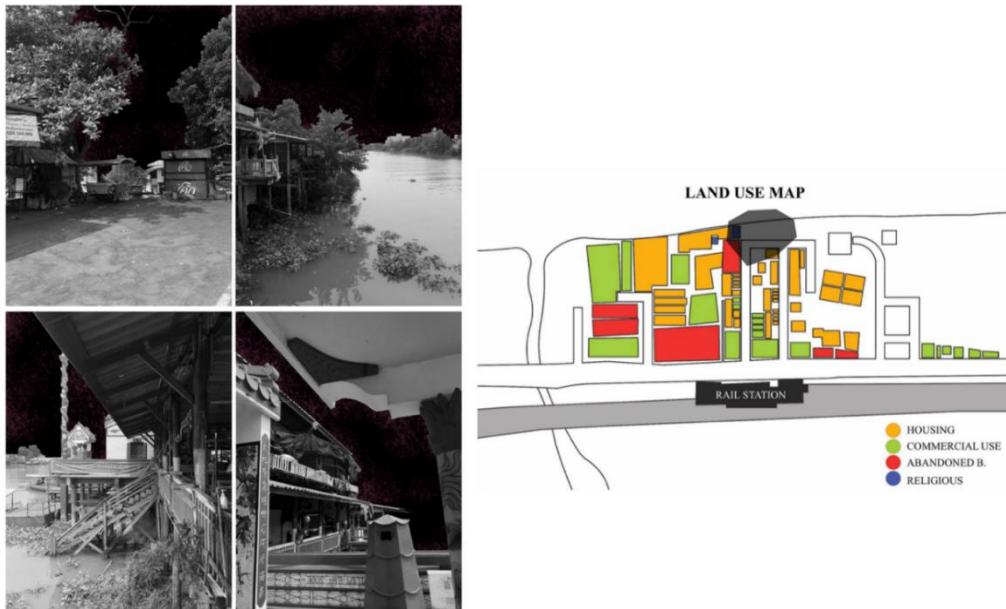 LAND USE MAP
RAIL STATION
HOUSING
COMMERCIAL USE
ABANDONED B.
RELIGIOUS